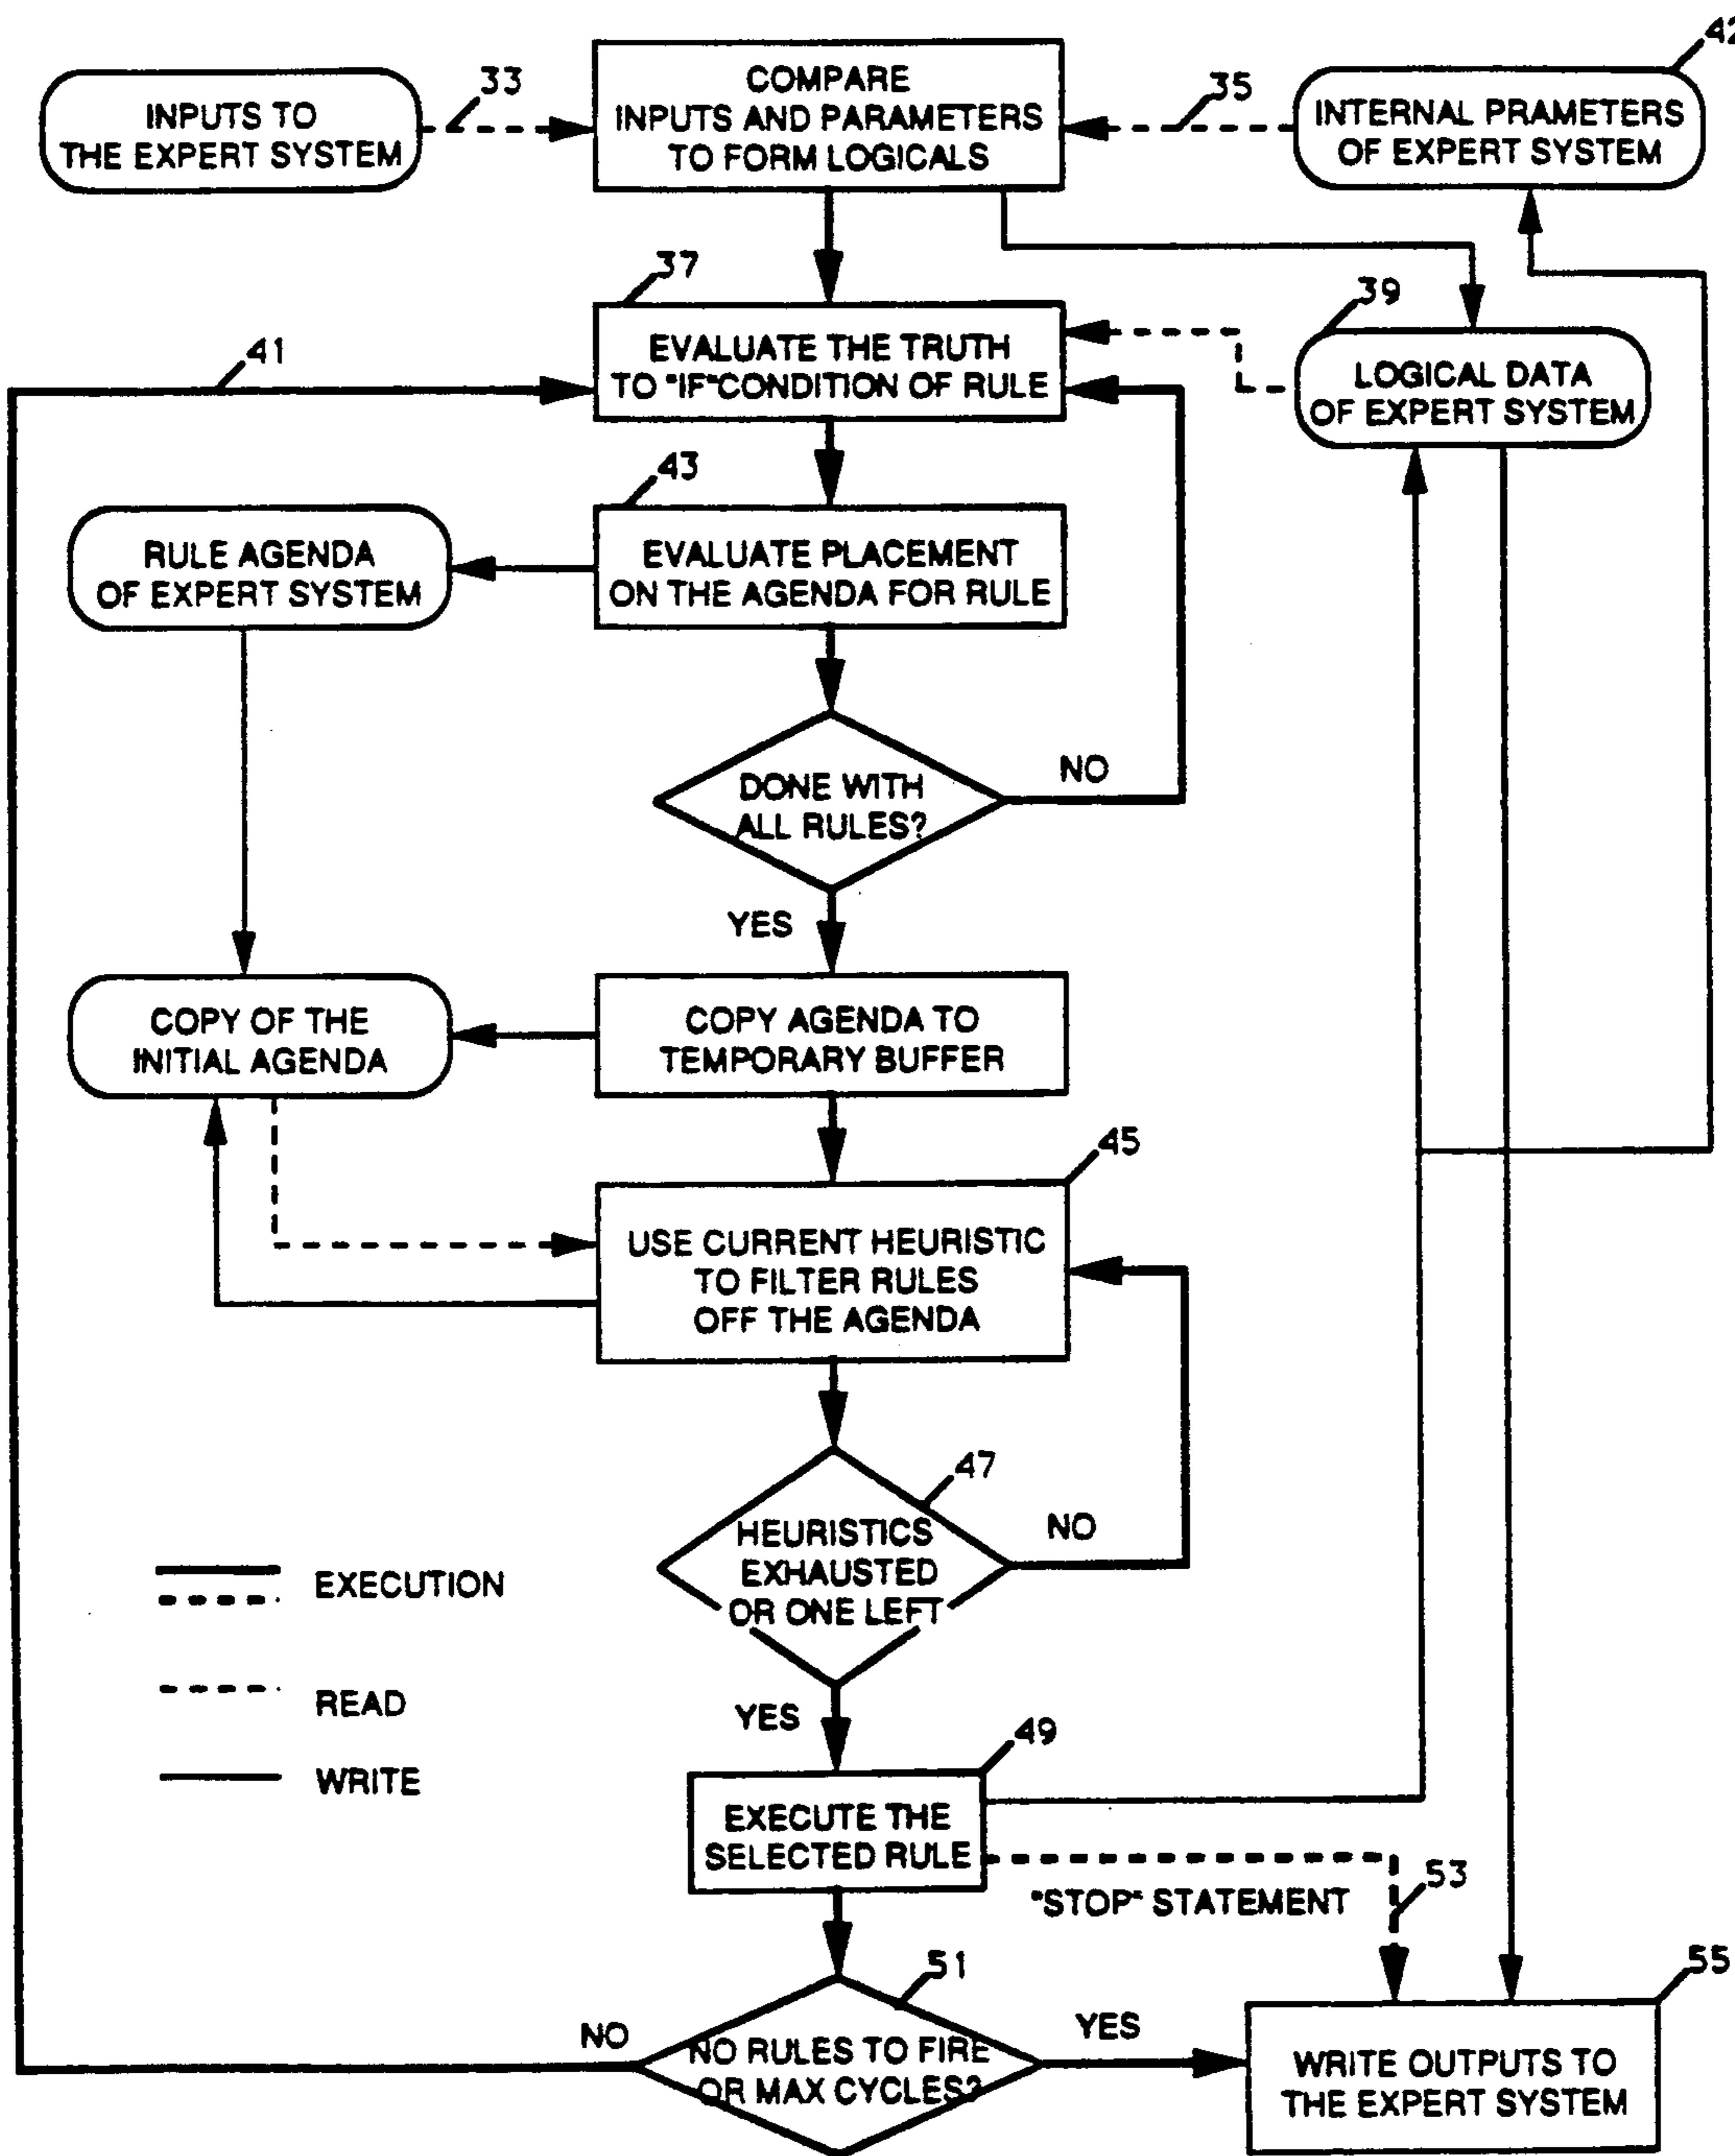 42
33
35
INPUTS TO
THE EXPERT SYSTEM
COMPARE
INPUTS AND PARAMETERS
TO FORM LOGICALS
INTERNAL PRAMETERS
OF EXPERT SYSTEM
37
39
41
EVALUATE THE TRUTH
TO "IF"CONDITION OF RULE
LOGICAL DATA
OF EXPERT SYSTEM
43
RULE AGENDA
OF EXPERT SYSTEM
EVALUATE PLACEMENT
ON THE AGENDA FOR RULE
DONE WITH
ALL RULES?
NO
YES
COPY OF THE
INITIAL AGENDA
COPY AGENDA TO
TEMPORARY BUFFER
45
USE CURRENT HEURISTIC
TO FILTER RULES
OFF THE AGENDA
47
HEURISTICS
EXHAUSTED
OR ONE LEFT
NO
EXECUTION
READ
WRITE
YES
49
EXECUTE THE
SELECTED RULE
"STOP" STATEMENT
53
51
55
NO
NO RULES TO FIRE
OR MAX CYCLES?
YES
WRITE OUTPUTS TO
THE EXPERT SYSTEM